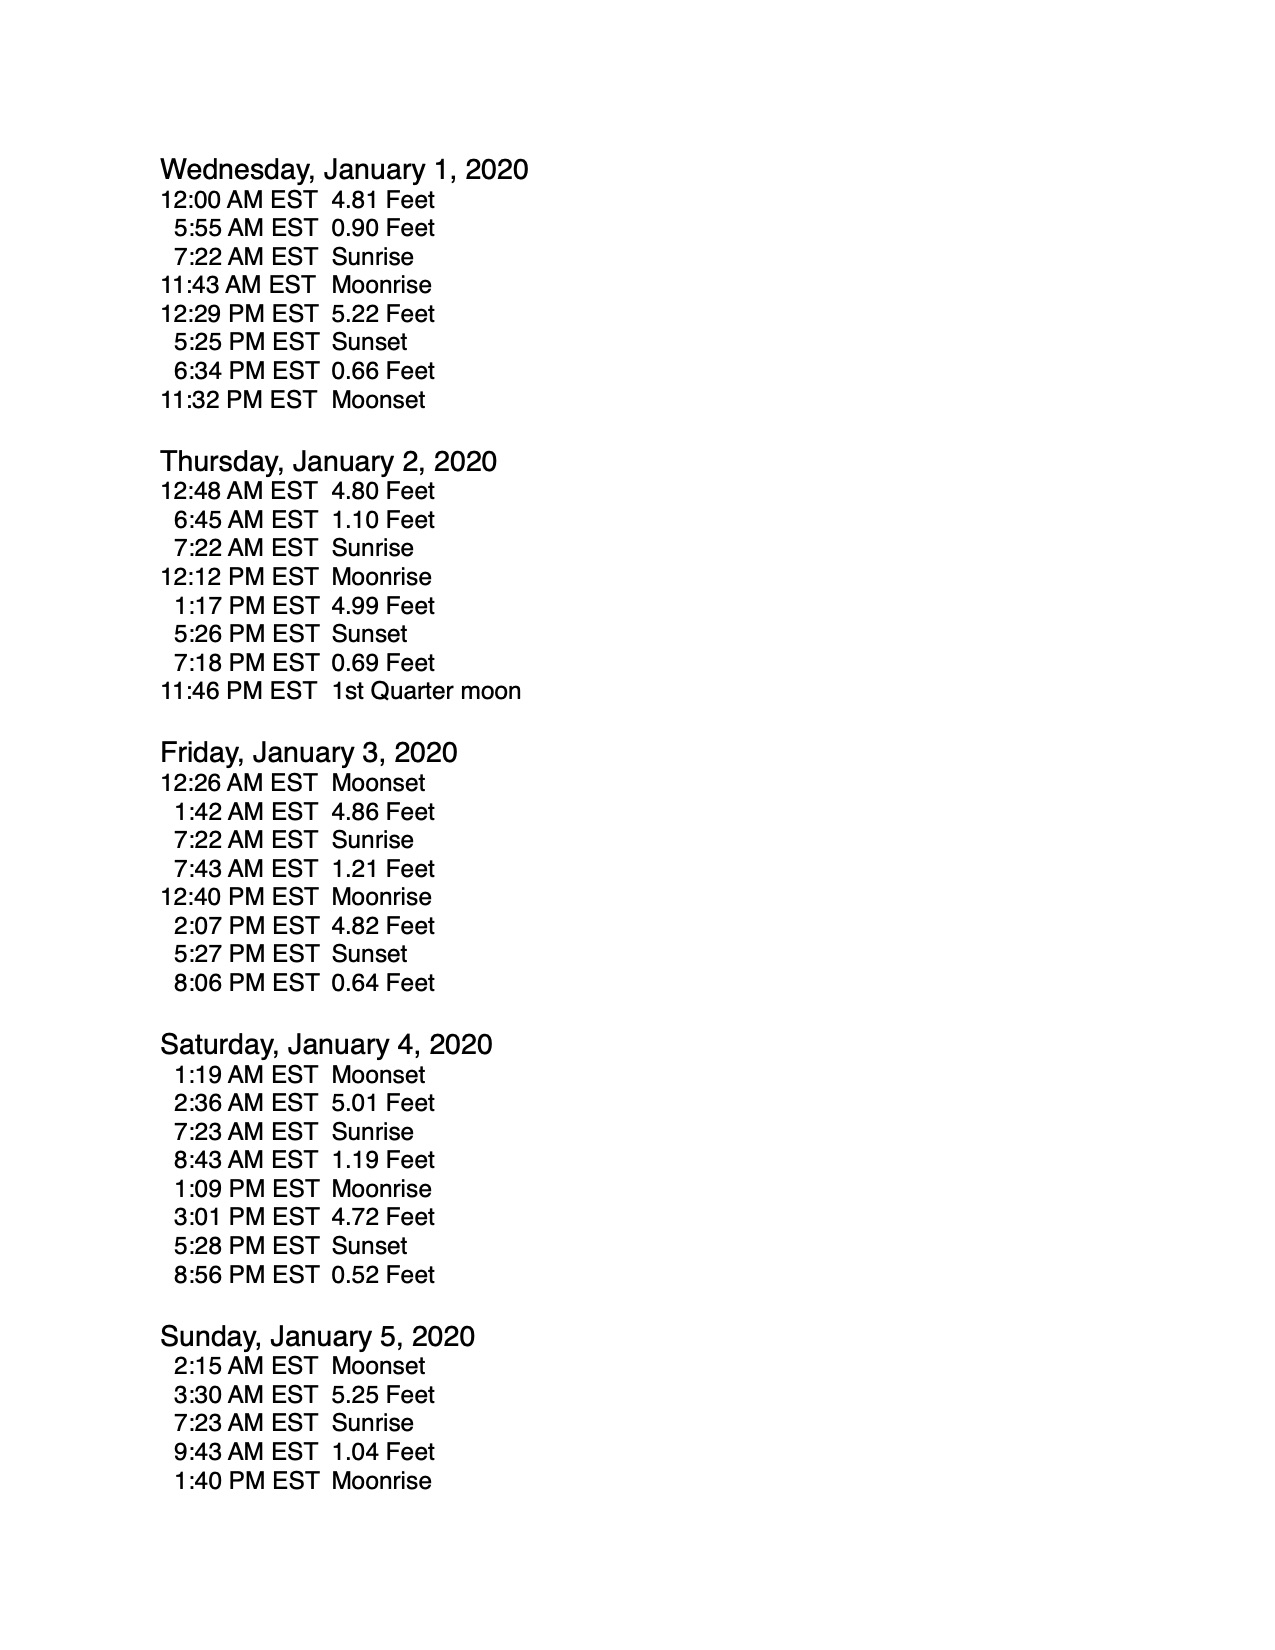 Wednesday, January 1, 2020
12:00 AM EST 4.81 Feet
5:55 AM EST 0.90 Feet
7:22 AM EST Sunrise
11:43 AM EST Moonrise
12:29 PM EST 5.22 Feet
5:25 PM EST Sunset
6:34 PM EST 0.66 Feet
11:32 PM EST Moonset
Thursday, January 2, 2020
12:48 AM EST 4.80 Feet
6:45 AM EST 1.10 Feet
7:22 AM EST Sunrise
12:12 PM EST Moonrise
1:17 PM EST 4.99 Feet
5:26 PM EST Sunset
7:18 PM EST 0.69 Feet
11:46 PM EST 1st Quarter moon
Friday, January 3, 2020
12:26 AM EST Moonset
1:42 AM EST 4.86 Feet
7:22 AM EST Sunrise
7:43 AM EST 1.21 Feet
12:40 PM EST Moonrise
2:07 PM EST 4.82 Feet
5:27 PM EST Sunset
8:06 PM EST 0.64 Feet
Saturday, January 4, 2020
1:19 AM EST Moonset
2:36 AM EST 5.01 Feet
7:23 AM EST Sunrise
8:43 AM EST 1.19 Feet
1:09 PM EST Moonrise
3:01 PM EST 4.72 Feet
5:28 PM EST Sunset
8:56 PM EST 0.52 Feet
Sunday, January 5, 2020
2:15 AM EST Moonset
3:30 AM EST 5.25 Feet
7:23 AM EST Sunrise
9:43 AM EST 1.04 Feet
1:40 PM EST Moonrise